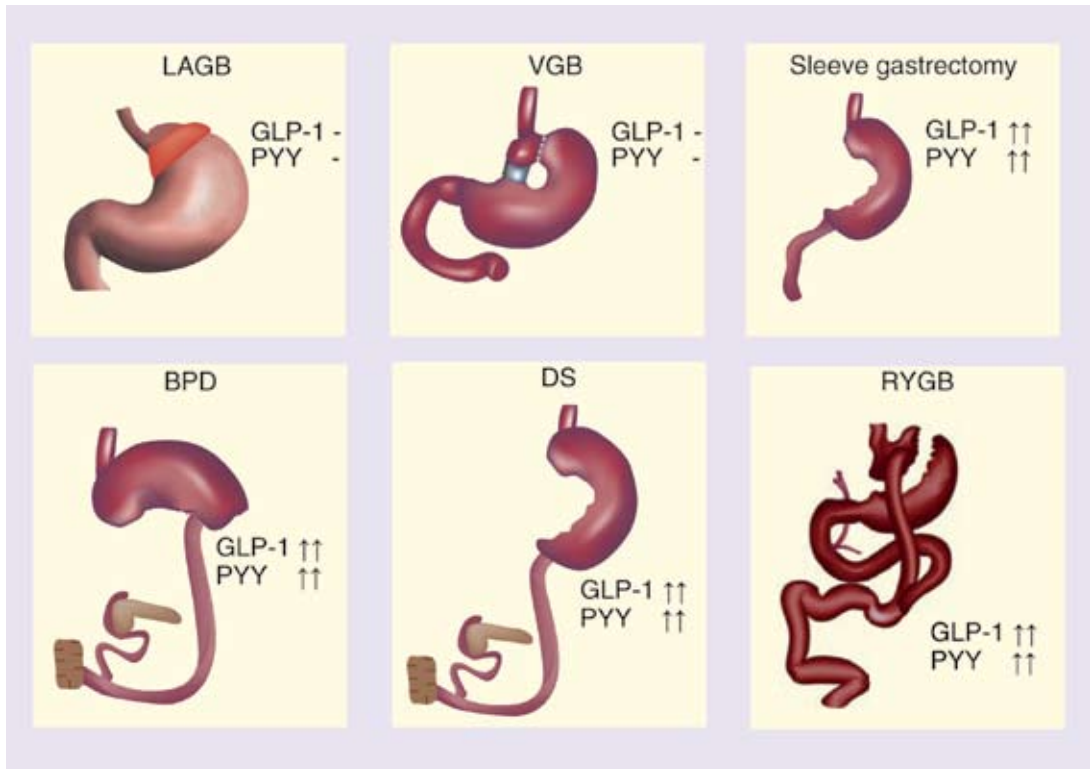 LAGB
GLP-1 -
PYY -
VGB
GLP-1 -
PYY -
Sleeve gastrectomy
GLP-1 ↑↑
PYY ↑↑
BPD
GLP-1 ↑↑
PYY ↑↑
DS
GLP-1 ↑↑
PYY ↑↑
RYGB
GLP-1 ↑↑
PYY ↑↑